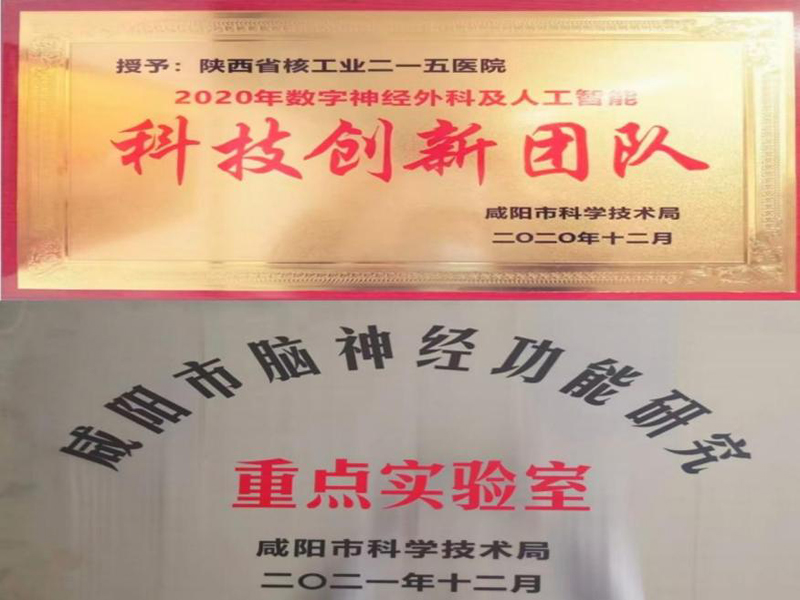 授予：陕西省核工业二一五医院
2020年数字神经外科及人工智能
科技创新团队
咸阳市科学技术局
二〇二〇年十二月
咸阳市脑神经功能研究
重点实验室
咸阳市科学技术局
二〇二一年十二月